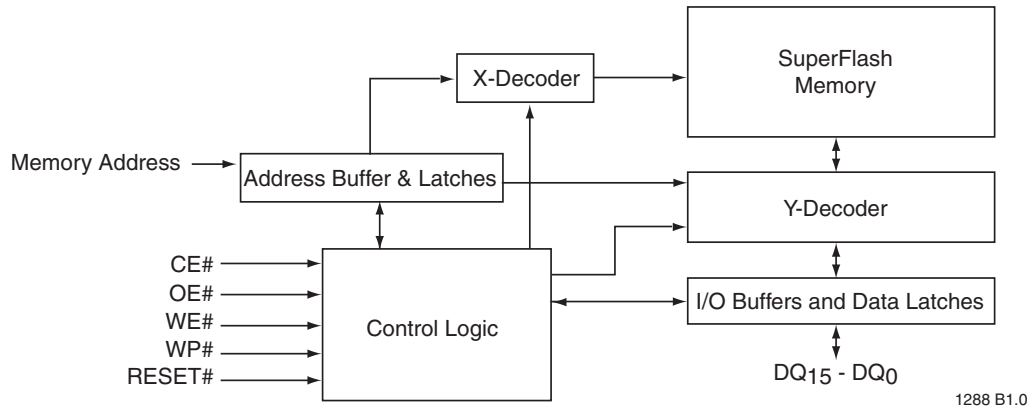 SuperFlash
Memory
X-Decoder
Memory Address
Address Buffer & Latches
Y-Decoder
CE#
OE#
WE#
WP#
RESET#
Control Logic
I/O Buffers and Data Latches
DQ15 - DQ0
1288 B1.0